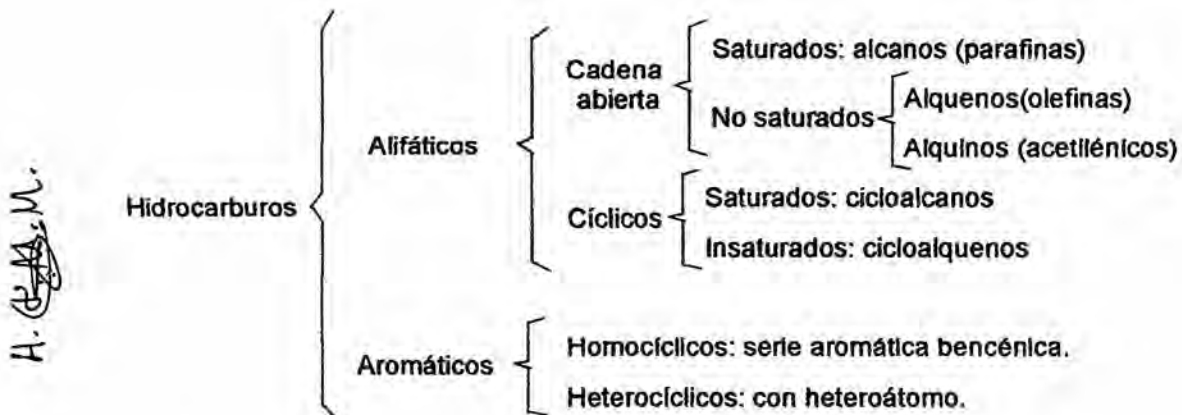 Saturados: alcanos (parafinas)
Cadena
abierta
Alquenos(olefinas)
No saturados
Alquinos (acetilénicos)
Alifáticos
Saturados: cicloalcanos
Hidrocarburos
Cíclicos
Insaturados: cicloalquenos
Homocíclicos: serie aromática bencénica.
Aromáticos
Heterocíclicos: con heteroátomo.
H. M.